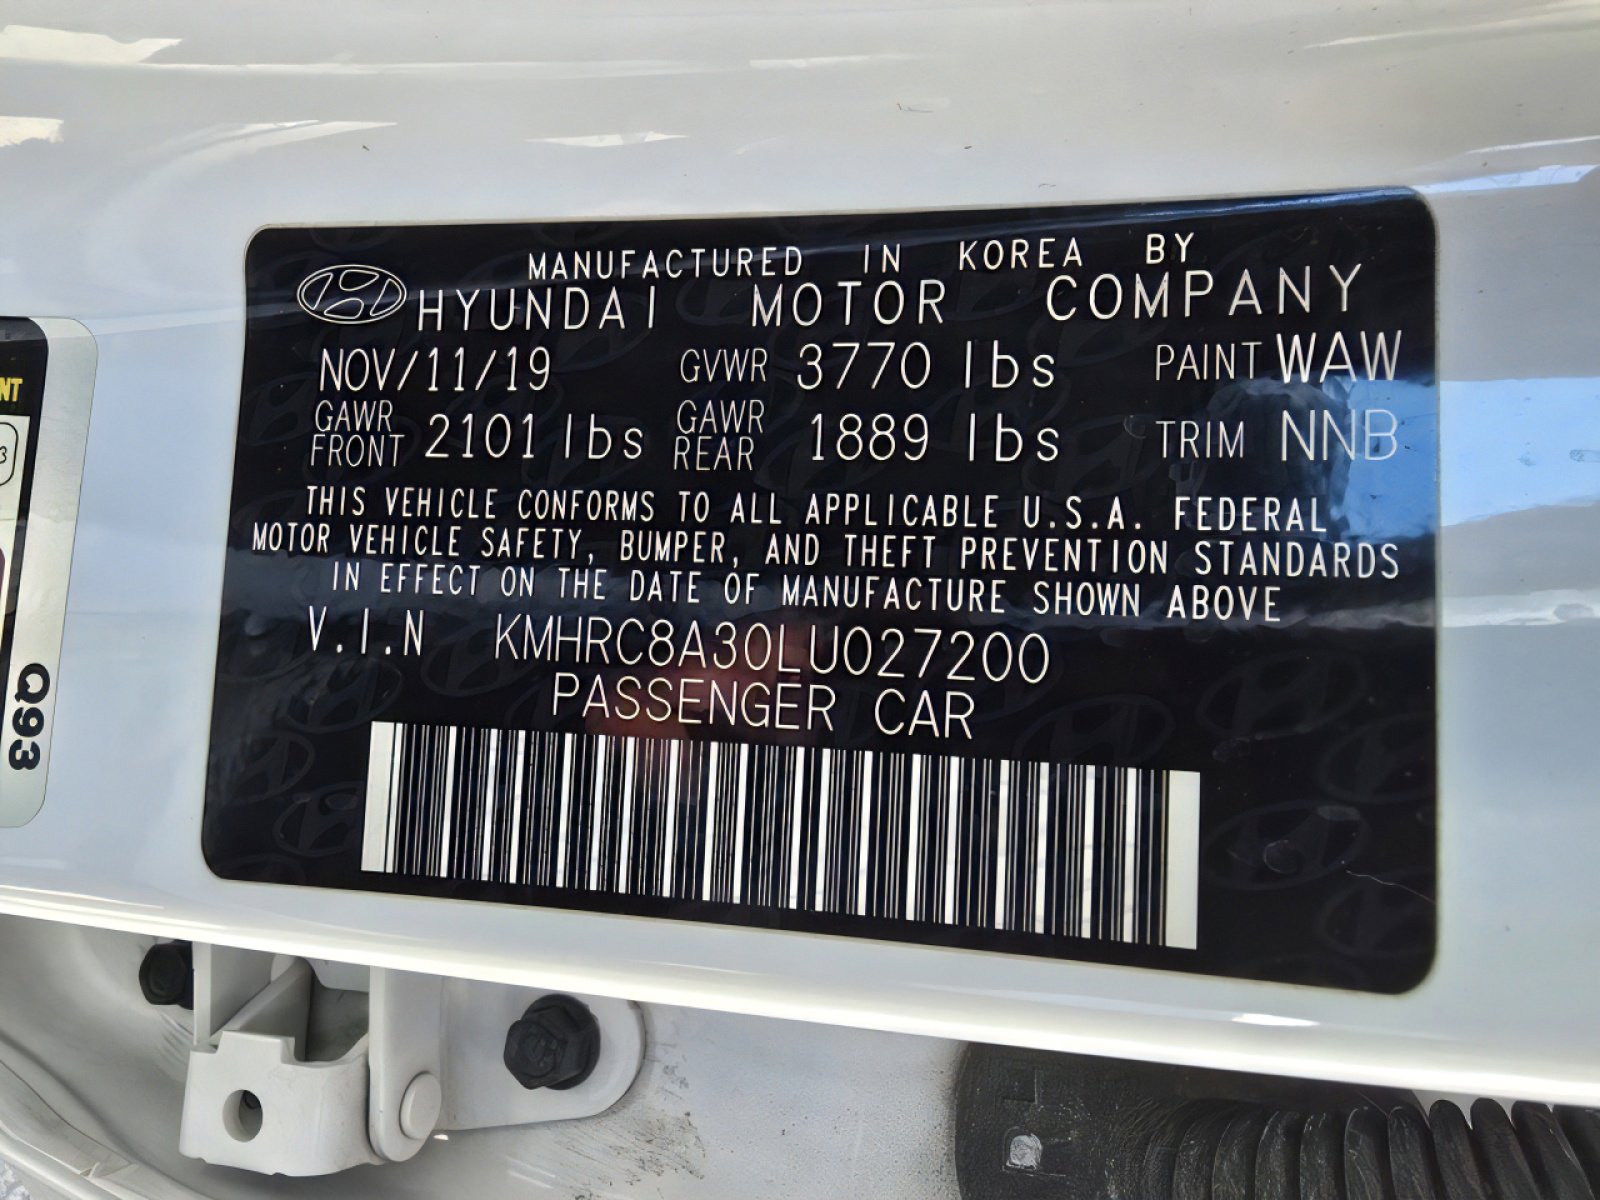 MANUFACTURED IN KOREA BY
HYUNDAI MOTOR COMPANY
NOV/11/19 GVWR 3770 lbs PAINT WAW
GAWR FRONT 2101 lbs GAWR REAR 1889 lbs TRIM NNB
THIS VEHICLE CONFORMS TO ALL APPLICABLE U.S.A. FEDERAL
MOTOR VEHICLE SAFETY, BUMPER, AND THEFT PREVENTION STANDARDS
IN EFFECT ON THE DATE OF MANUFACTURE SHOWN ABOVE
V.I.N KMHRC8A30LU027200
PASSENGER CAR
Q93